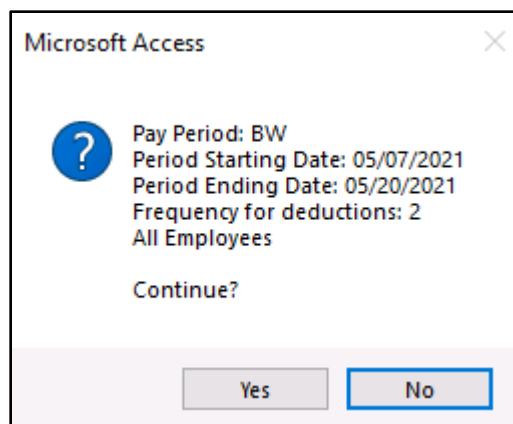 Microsoft Access
?
Pay Period: BW
Period Starting Date: 05/07/2021
Period Ending Date: 05/20/2021
Frequency for deductions: 2
All Employees
Continue?
Yes No